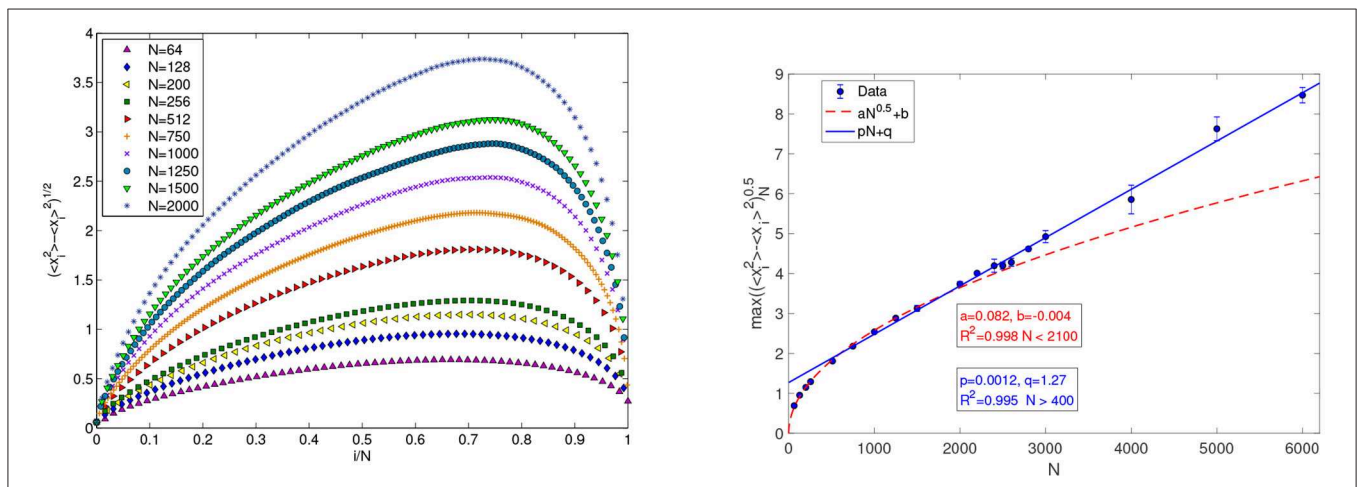 4
3.5
3
2.5
2
1.5
1
0.5
0
0 0.1 0.2 0.3 0.4 0.5 0.6 0.7 0.8 0.9 1
i/N
(<x_i^2>-<x_i>^2)^{1/2}
N=64
N=128
N=200
N=256
N=512
N=750
N=1000
N=1250
N=1500
N=2000
9
8
7
6
5
4
3
2
1
0
0 1000 2000 3000 4000 5000 6000
N
max((<x_i^2>-<x_i>^2)_N^{0.5})
Data
aN^{0.5}+b
pN+q
a=0.082, b=-0.004
R^2=0.998 N < 2100
p=0.0012, q=1.27
R^2=0.995 N > 400